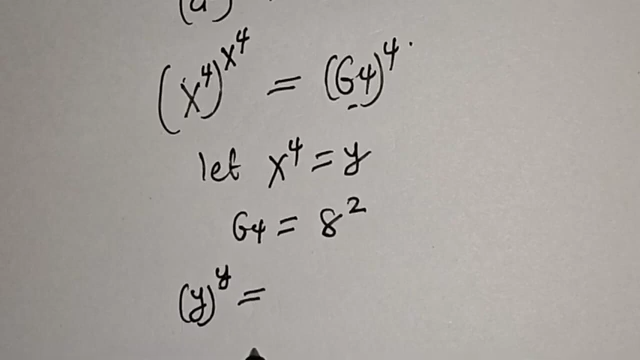 (x⁴)^x⁴ = (64)⁴
let x⁴ = y
64 = 8²
(y)^y =